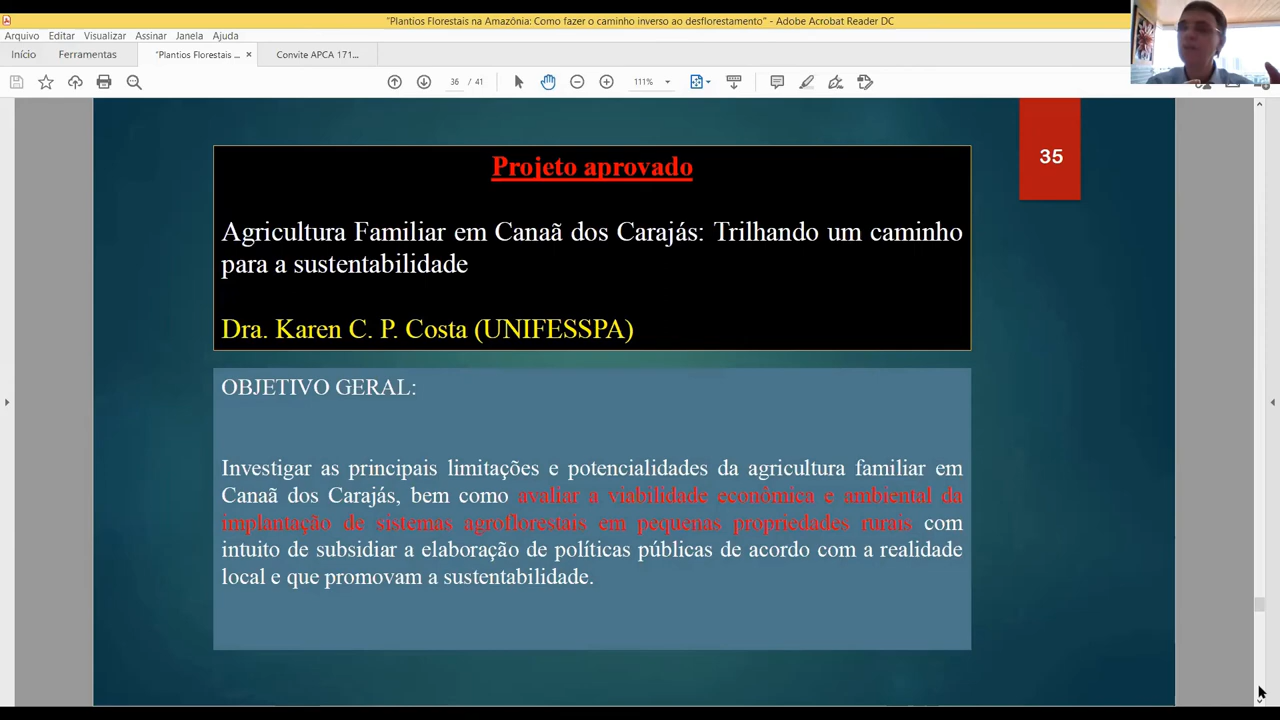 "Plantios Florestais na Amazônia: Como fazer o caminho inverso ao desflorestamento" - Adobe Acrobat Reader DC
Arquivo Editar Visualizar Assinar Janela Ajuda
Início Ferramentas "Plantios Florestais ... × Convite APCA 171...
36 / 41 111%
35
Projeto aprovado
Agricultura Familiar em Canaã dos Carajás: Trilhando um caminho
para a sustentabilidade
Dra. Karen C. P. Costa (UNIFESSPA)
OBJETIVO GERAL:
Investigar as principais limitações e potencialidades da agricultura familiar em
Canaã dos Carajás, bem como avaliar a viabilidade econômica e ambiental da
implantação de sistemas agroflorestais em pequenas propriedades rurais com
intuito de subsidiar a elaboração de políticas públicas de acordo com a realidade
local e que promovam a sustentabilidade.